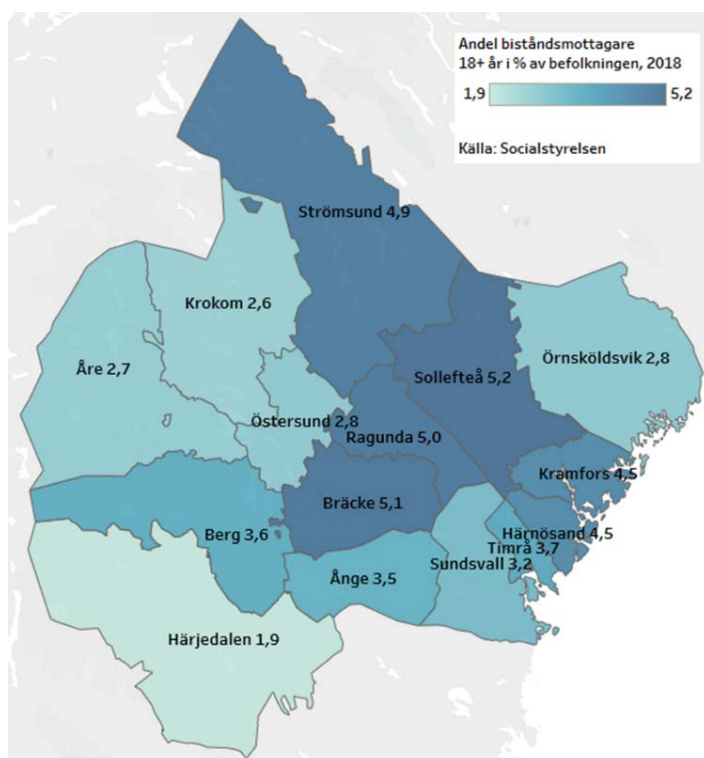 Andel biståndsmottagare
18+ år i % av befolkningen, 2018
1,9
5,2
Källa: Socialstyrelsen
Strömsund 4,9
Krokom 2,6
Åre 2,7
Örnsköldsvik 2,8
Sollefteå 5,2
Östersund 2,8
Ragunda 5,0
Kramfors 4,5
Bräcke 5,1
Berg 3,6
Härnösand 4,5
Timrå 3,7
Sundsvall 3,2
Ånge 3,5
Härjedalen 1,9